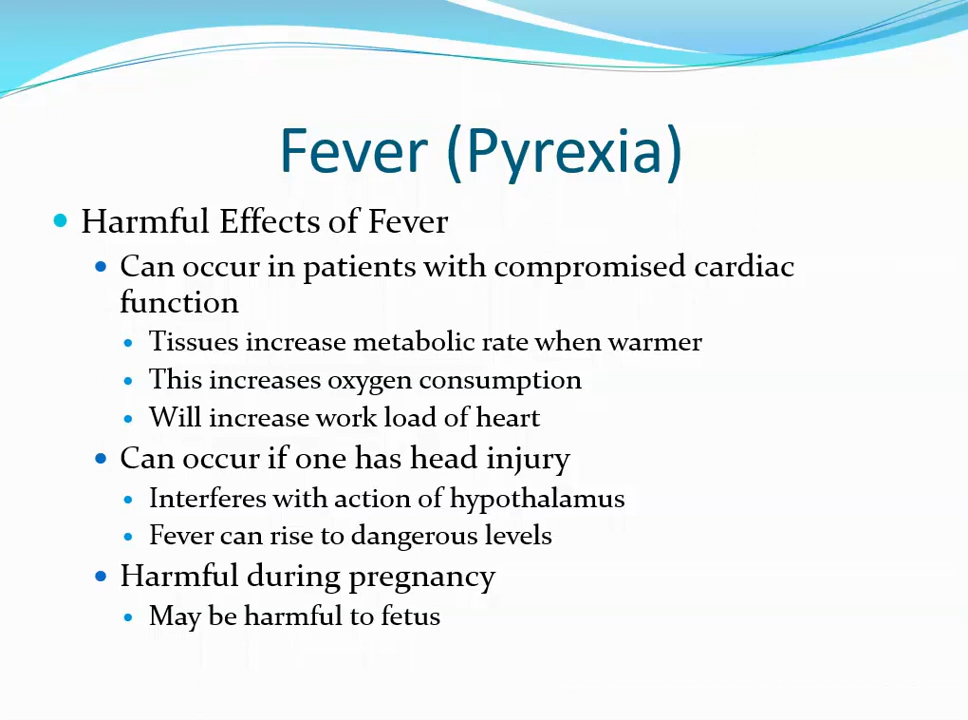 Fever (Pyrexia)
Harmful Effects of Fever
Can occur in patients with compromised cardiac
function
Tissues increase metabolic rate when warmer
This increases oxygen consumption
Will increase work load of heart
Can occur if one has head injury
Interferes with action of hypothalamus
Fever can rise to dangerous levels
Harmful during pregnancy
May be harmful to fetus